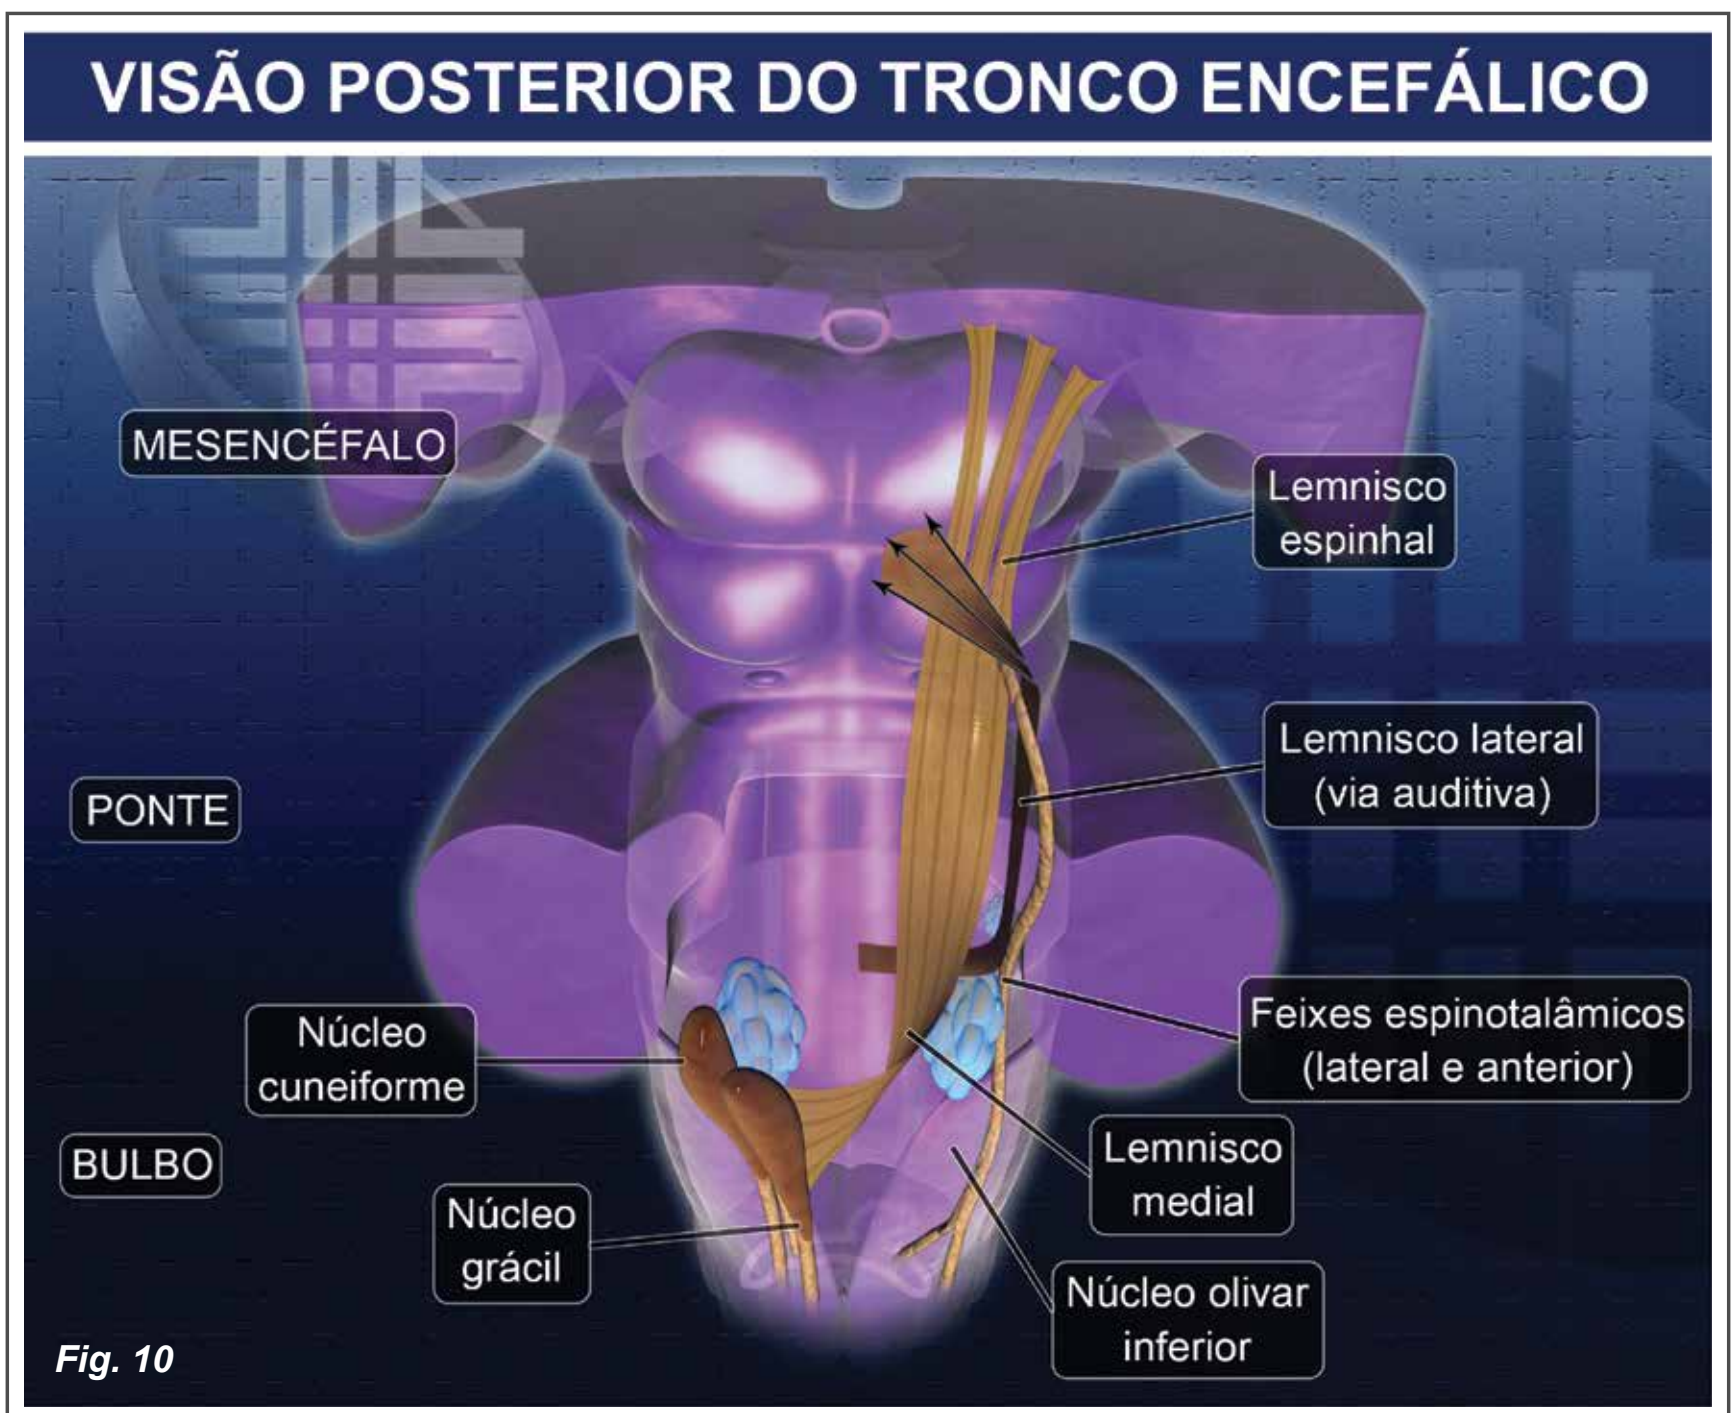 VISÃO POSTERIOR DO TRONCO ENCEFÁLICO
MESENCÉFALO
Lemnisco
espinhal
Lemnisco lateral
(via auditiva)
PONTE
Feixes espinotalâmicos
(lateral e anterior)
Núcleo
cuneiforme
Lemnisco
medial
BULBO
Núcleo
grácil
Núcleo olivar
inferior
Fig. 10